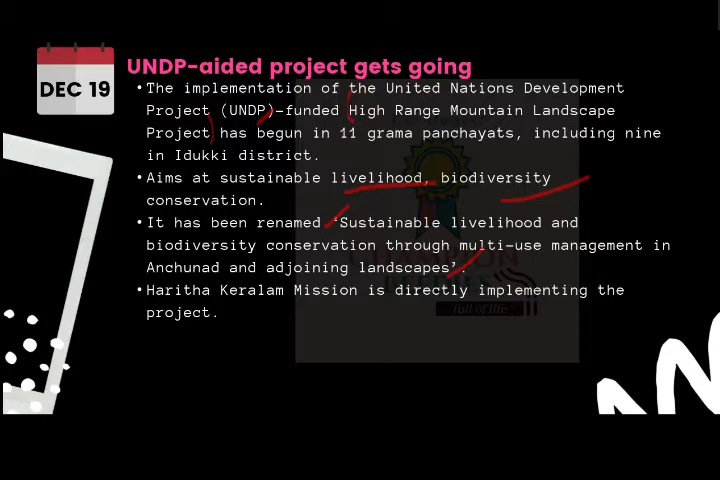 DEC 19
UNDP-aided project gets going
•The implementation of the United Nations Development
Project (UNDP)-funded High Range Mountain Landscape
Project has begun in 11 grama panchayats, including nine
in Idukki district.
•Aims at sustainable livelihood, biodiversity
conservation.
•It has been renamed ‘Sustainable livelihood and
biodiversity conservation through multi-use management in
Anchunad and adjoining landscapes’.
•Haritha Keralam Mission is directly implementing the
project.
full of life